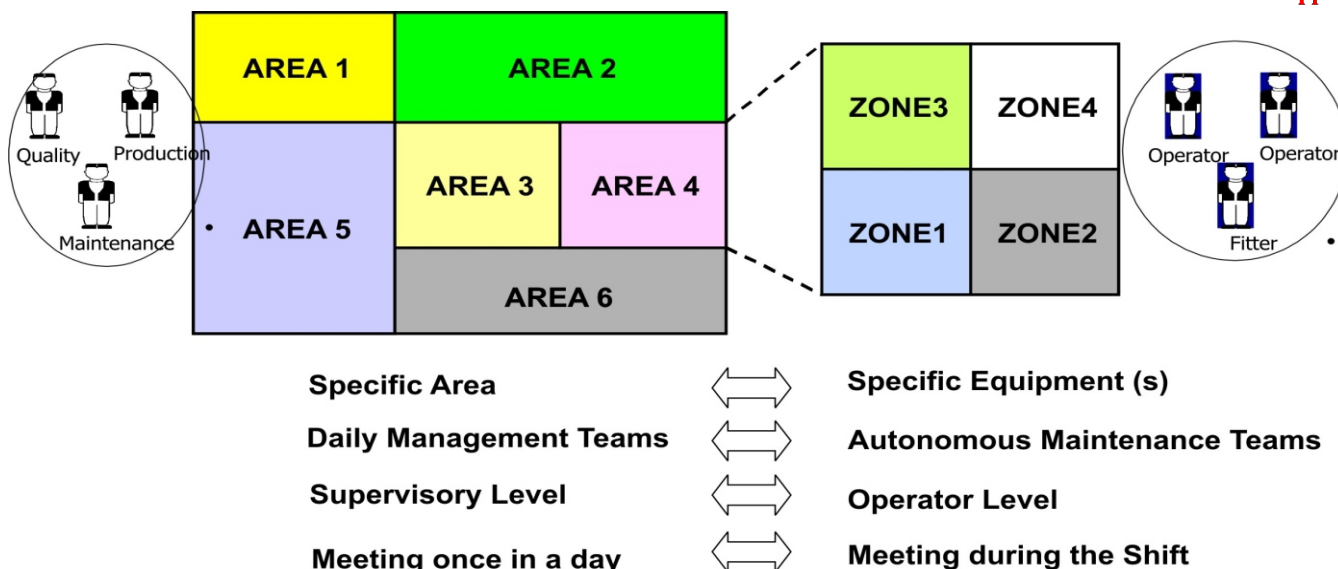 AREA 1
AREA 2
AREA 3
AREA 4
AREA 5
AREA 6
Quality
Production
Maintenance
ZONE3
ZONE4
ZONE1
ZONE2
Operator
Operator
Fitter
Specific Area
Specific Equipment (s)
Daily Management Teams
Autonomous Maintenance Teams
Supervisory Level
Operator Level
Meeting once in a day
Meeting during the Shift